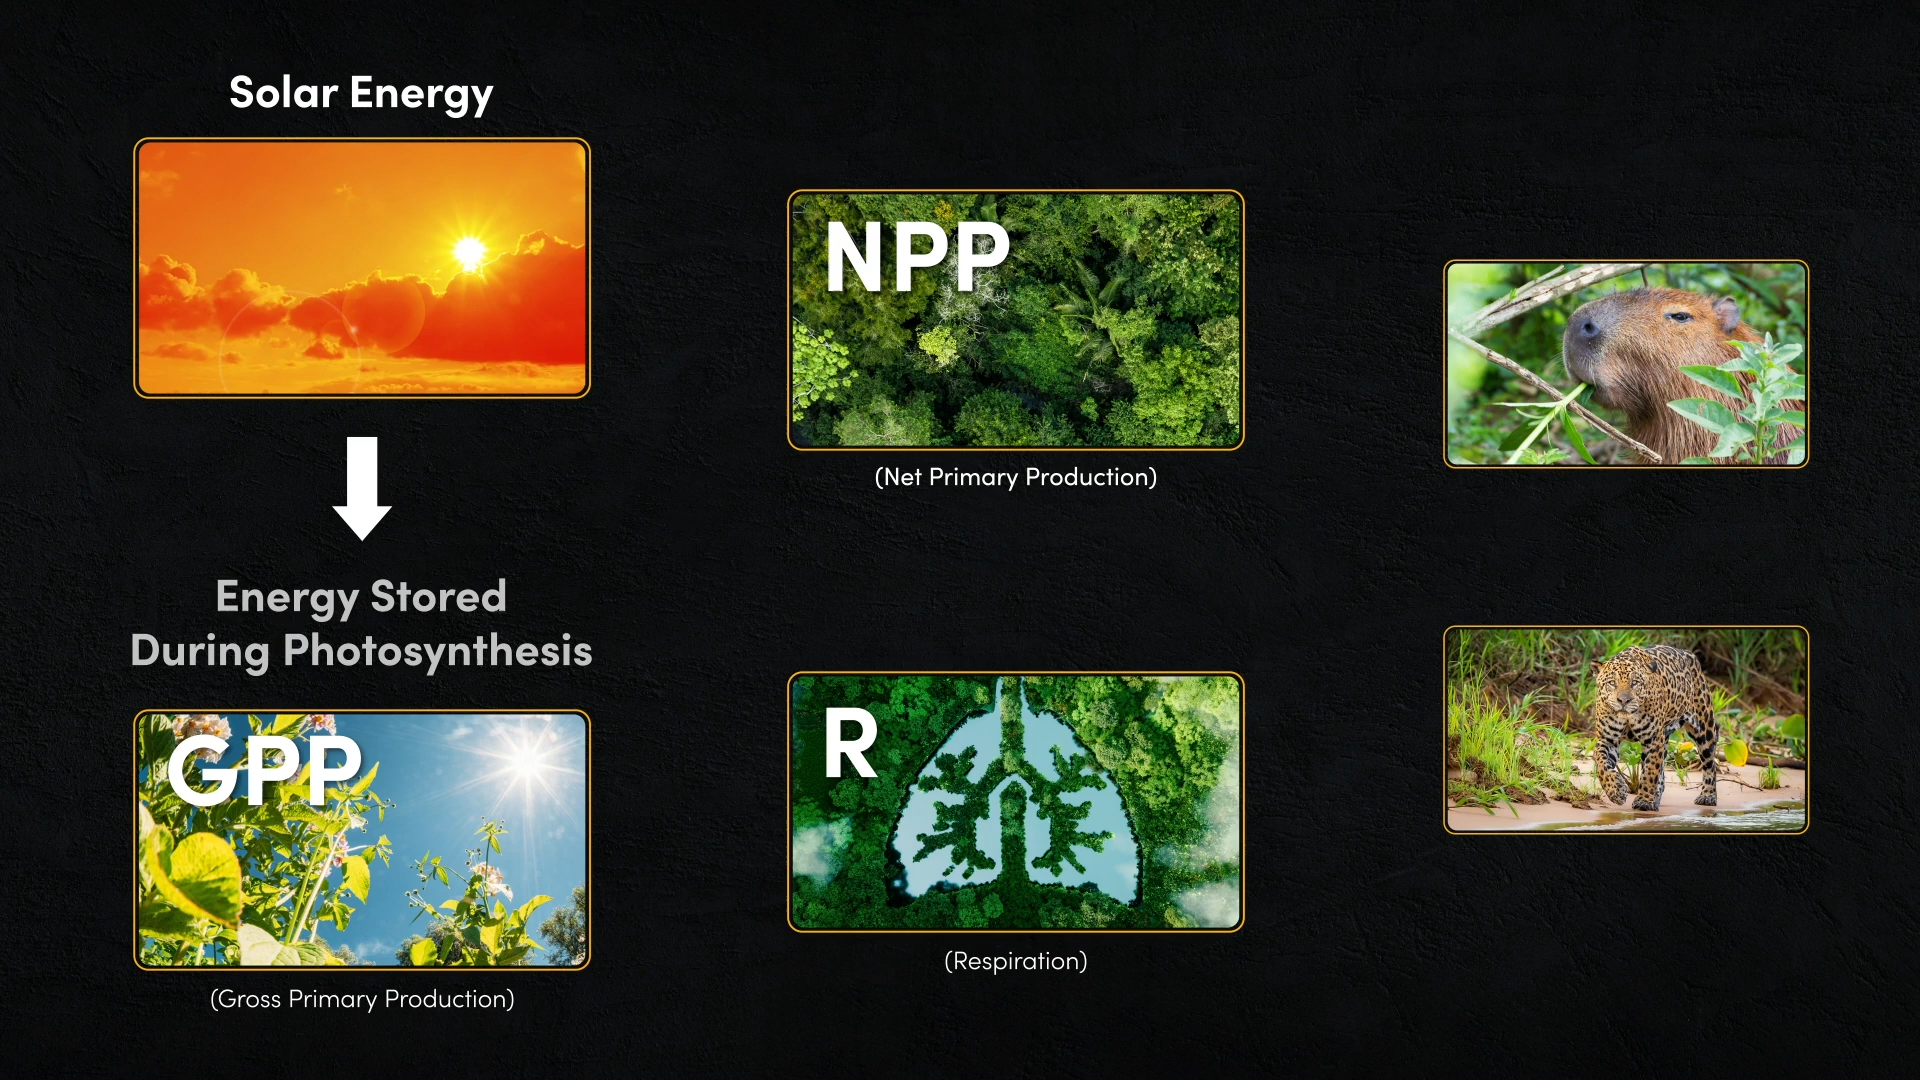 Solar Energy
Energy Stored
During Photosynthesis
GPP
(Gross Primary Production)
NPP
(Net Primary Production)
R
(Respiration)